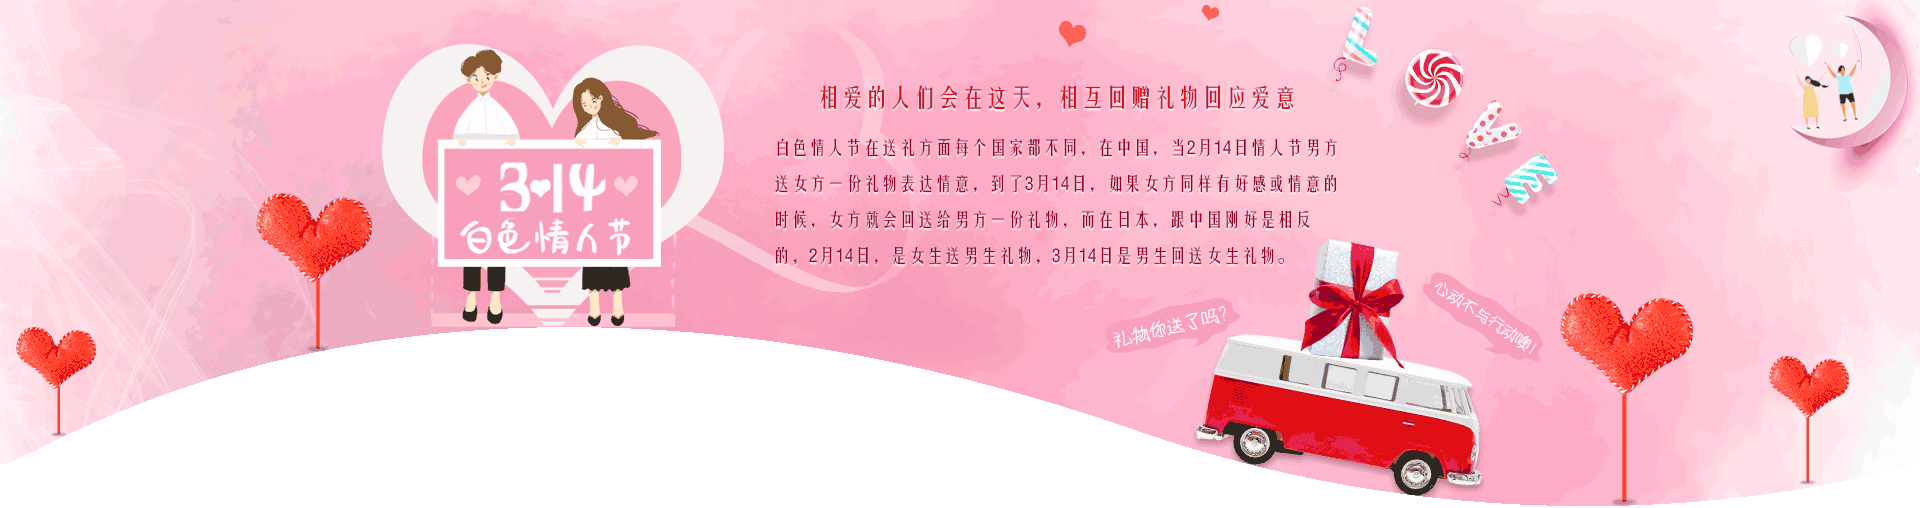 3·14
白色情人节
相爱的人们会在这天，相互回赠礼物回应爱意
白色情人节在送礼方面每个国家都不同，在中国，当2月14日情人节男方
送女方一份礼物表达情意，到了3月14日，如果女方同样有好感或情意的
时候，女方就会回送给男方一份礼物，而在日本，跟中国刚好是相反
的，2月14日，是女生送男生礼物，3月14日是男生回送女生礼物。
LOVE
礼物你送了吗?
心动不与行动噢!